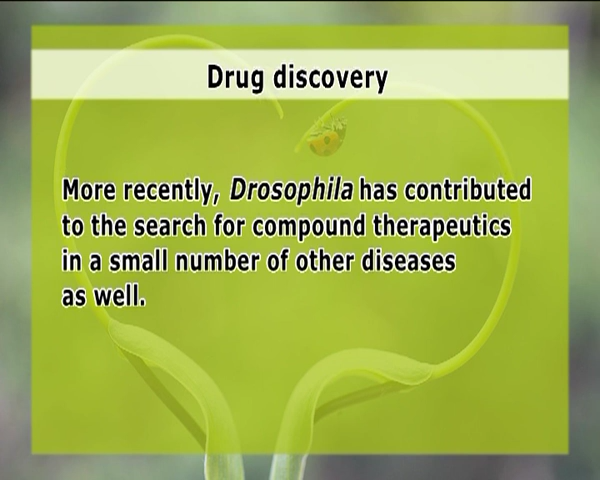 Drug discovery
More recently, Drosophila has contributed
to the search for compound therapeutics
in a small number of other diseases
as well.